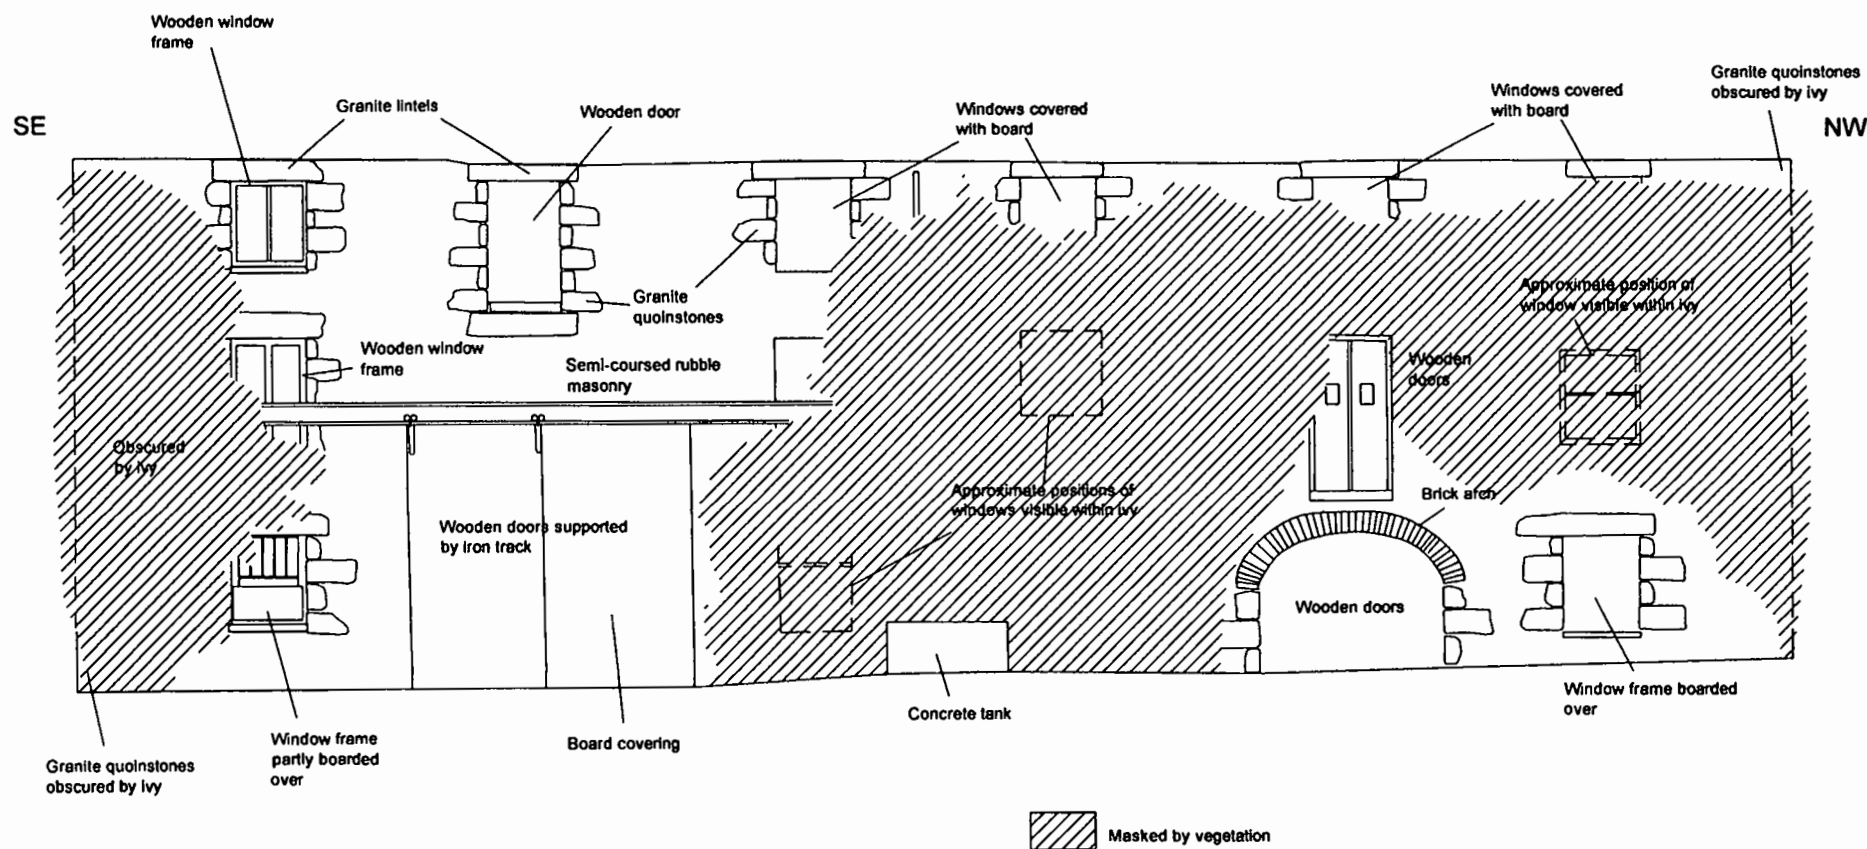 Wooden window
frame
Granite lintels
Wooden door
Windows covered
with board
Windows covered
with board
Granite quoinstones
obscured by ivy
SE
NW
Granite
quoinstones
Approximate position of
window visible within ivy
Wooden window
frame
Semi-coursed rubble
masonry
Wooden
doors
Obscured
by ivy
Approximate positions of
windows visible within ivy
Brick arch
Wooden doors supported
by iron track
Wooden doors
Window frame boarded
over
Concrete tank
Board covering
Window frame
partly boarded
over
Granite quoinstones
obscured by ivy
Masked by vegetation